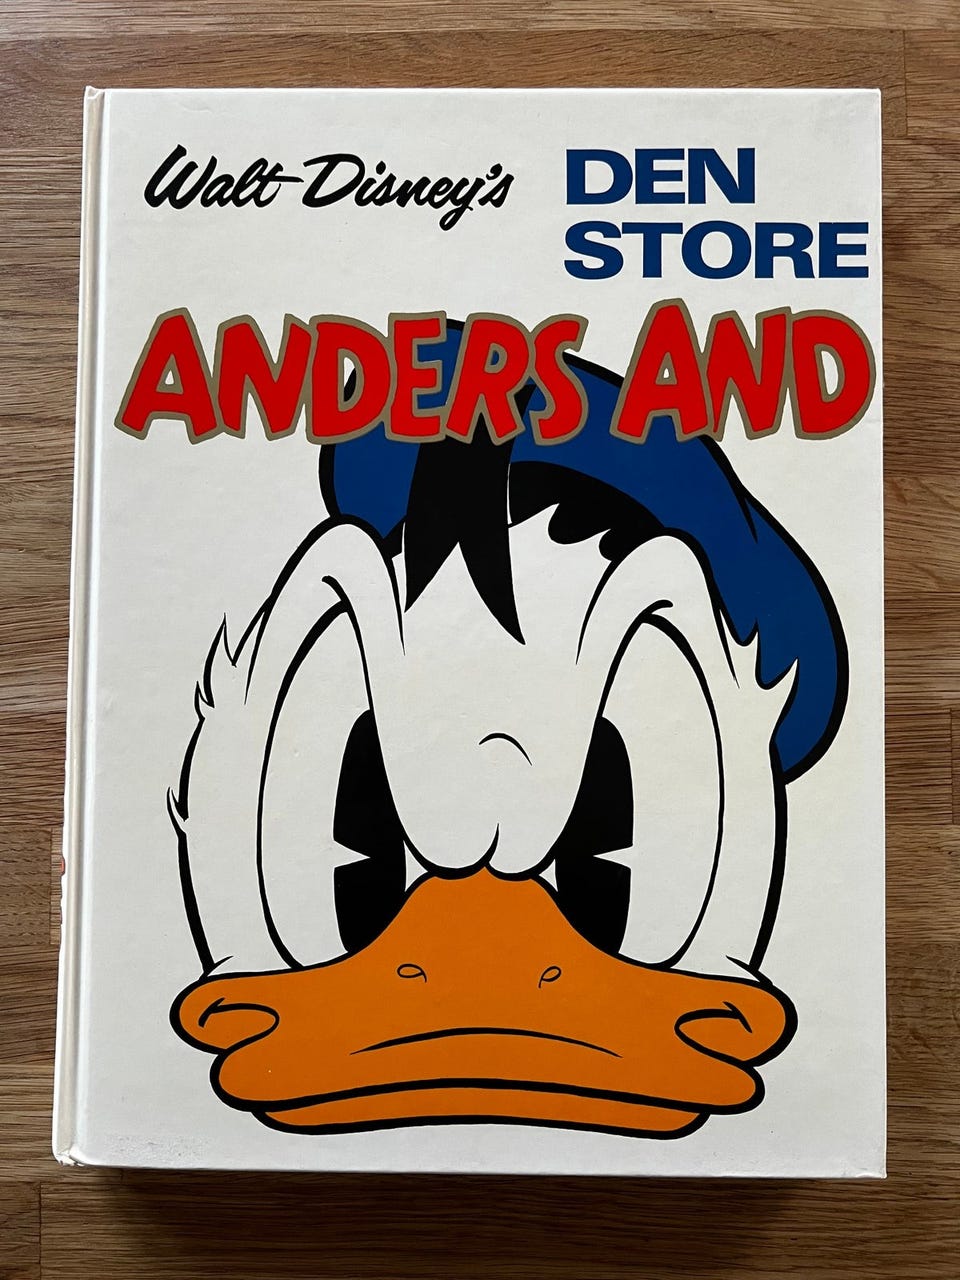 Walt Disney's
DEN
STORE
ANDERS AND